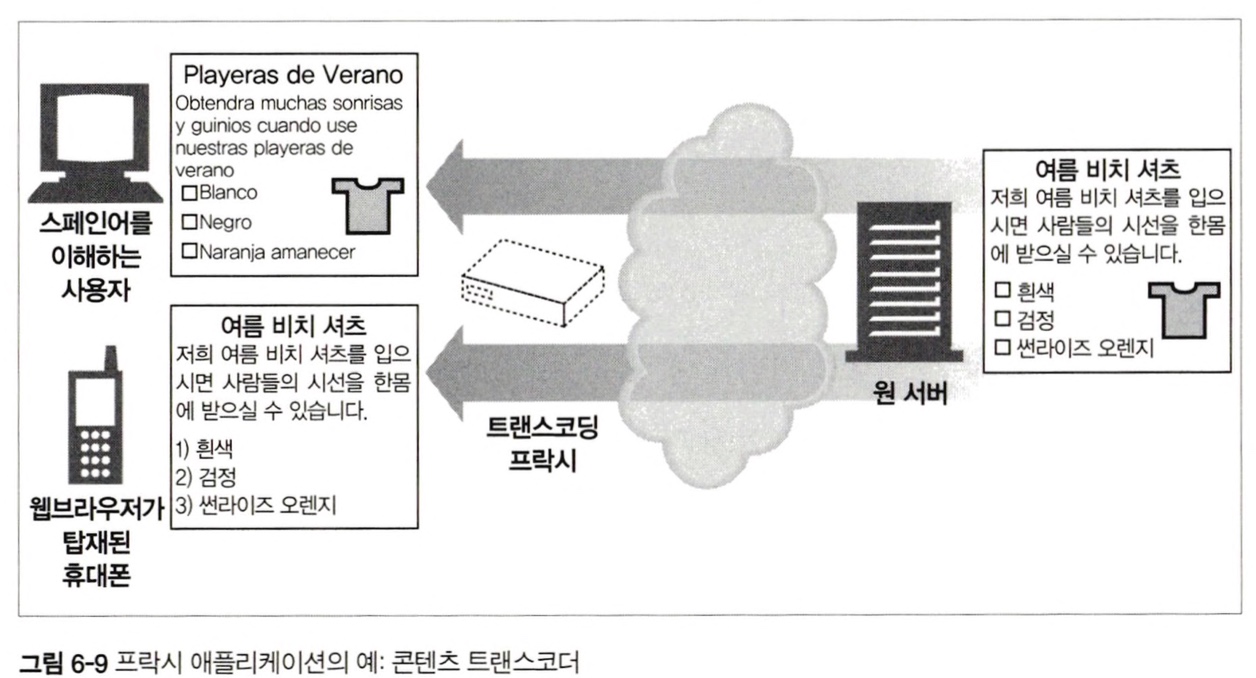 Playeras de Verano
Obtendra muchas sonrisas
y guinios cuando use
nuestras playeras de
verano
□Blanco
□Negro
□Naranja amanecer
스페인어를
이해하는
사용자
여름 비치 셔츠
저희 여름 비치 셔츠를 입으
시면 사람들의 시선을 한몸
에 받으실 수 있습니다.
1) 흰색
2) 검정
3) 썬라이즈 오렌지
웹브라우저가
탑재된
휴대폰
트랜스코딩
프락시
원 서버
여름 비치 셔츠
저희 여름 비치 셔츠를 입으
시면 사람들의 시선을 한몸
에 받으실 수 있습니다.
□ 흰색
□ 검정
□ 썬라이즈 오렌지
그림 6-9 프락시 애플리케이션의 예: 콘텐츠 트랜스코더